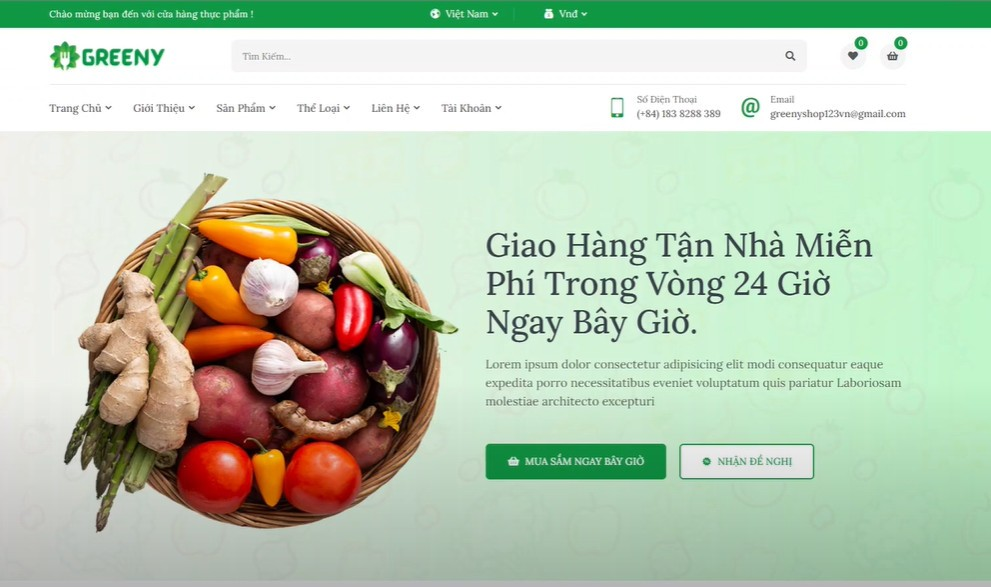 Chào mừng bạn đến với cửa hàng thực phẩm !
Việt Nam
Vnđ
GREENY
Tìm Kiếm...
0
0
Trang Chủ
Giới Thiệu
Sản Phẩm
Thể Loại
Liên Hệ
Tài Khoản
Số Điện Thoại
(+84) 183 8288 389
Email
greenyshop123vn@gmail.com
Giao Hàng Tận Nhà Miễn
Phí Trong Vòng 24 Giờ
Ngay Bây Giờ.
Lorem ipsum dolor consectetur adipisicing elit modi consequatur eaque
expedita porro necessitatibus eveniet voluptatum quis pariatur Laboriosam
molestiae architecto excepturi
MUA SẮM NGAY BÂY GIỜ
NHẬN ĐỀ NGHỊ